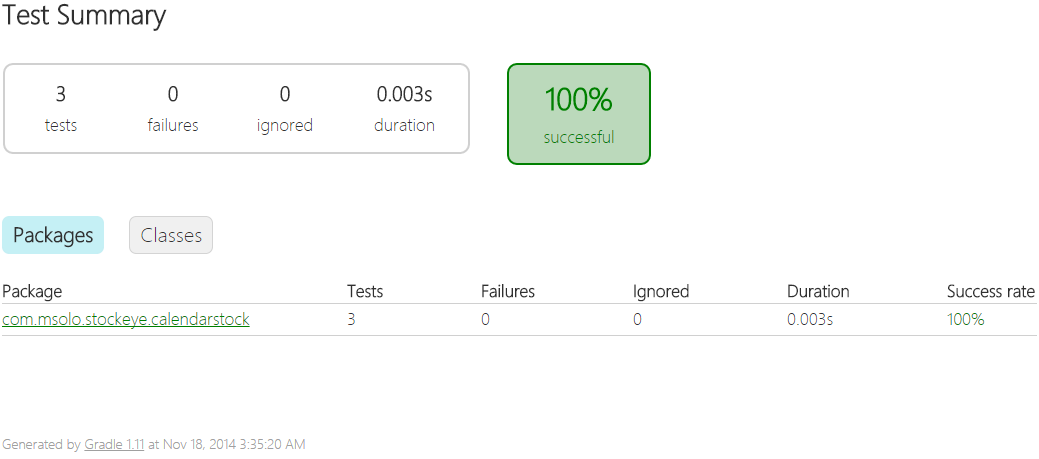 Test Summary
3 0 0 0.003s
tests failures ignored duration
100%
successful
Packages Classes
Package Tests Failures Ignored Duration Success rate
com.msolo.stockeye.calendarstock 3 0 0 0.003s 100%
Generated by Gradle 1.11 at Nov 18, 2014 3:35:20 AM